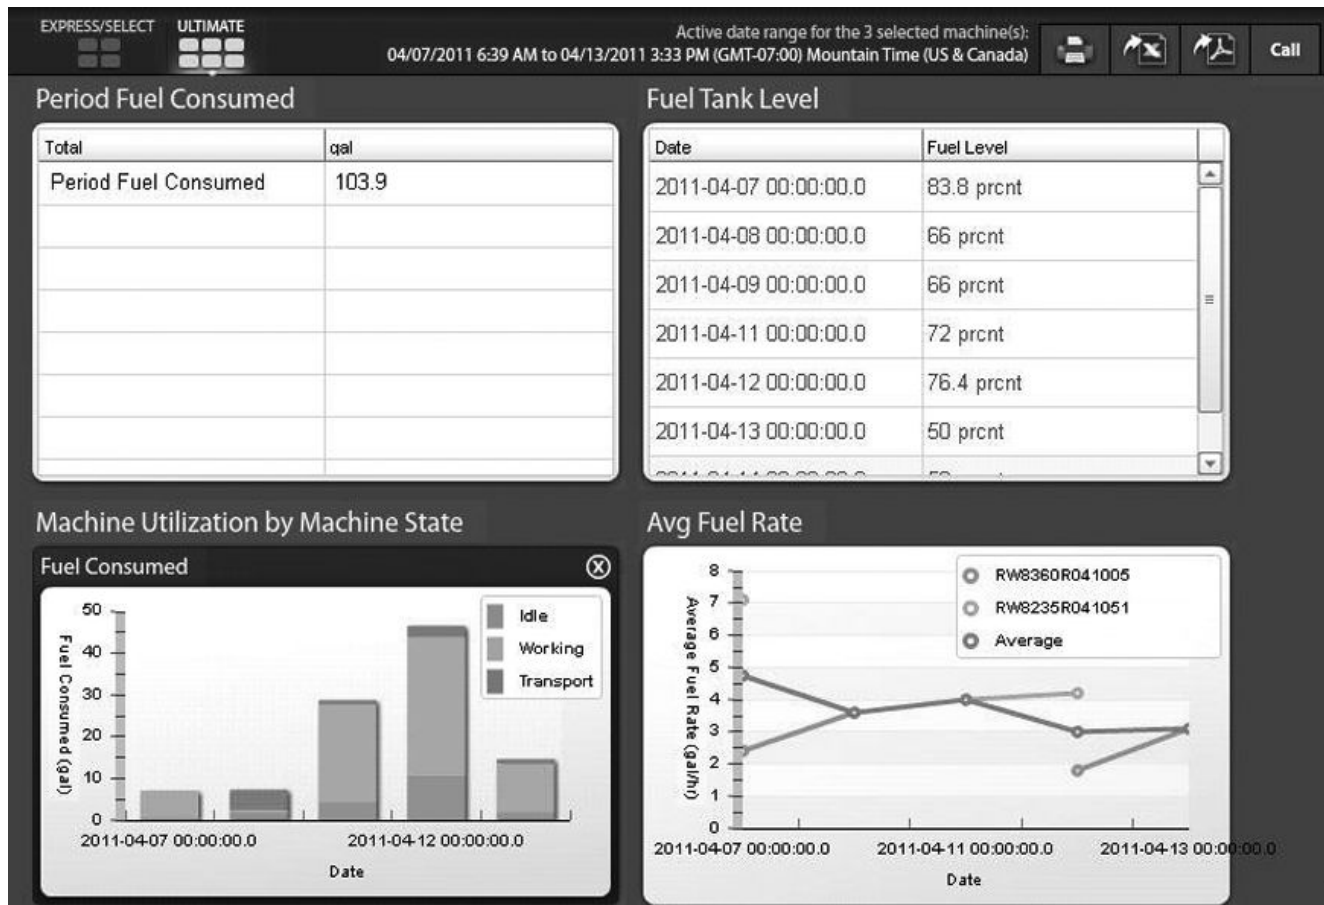 EXPRESS/SELECT
ULTIMATE
Active date range for the 3 selected machine(s):
04/07/2011 6:39 AM to 04/13/2011 3:33 PM (GMT-07:00) Mountain Time (US & Canada)
Call
Period Fuel Consumed
Total qal
Period Fuel Consumed 103.9
Fuel Tank Level
Date Fuel Level
2011-04-07 00:00:00.0 83.8 prcnt
2011-04-08 00:00:00.0 66 prcnt
2011-04-09 00:00:00.0 66 prcnt
2011-04-11 00:00:00.0 72 prcnt
2011-04-12 00:00:00.0 76.4 prcnt
2011-04-13 00:00:00.0 50 prcnt
Machine Utilization by Machine State
Fuel Consumed
X
Fuel Consumed (gal)
50
40
30
20
10
0
Idle
Working
Transport
2011-04-07 00:00:00.0 2011-04-12 00:00:00.0
Date
Avg Fuel Rate
Average Fuel Rate (gal/hr)
8
7
6
5
4
3
2
1
0
RW8360R041005
RW8235R041051
Average
2011-04-07 00:00:00.0 2011-04-11 00:00:00.0 2011-04-13 00:00:00.0
Date